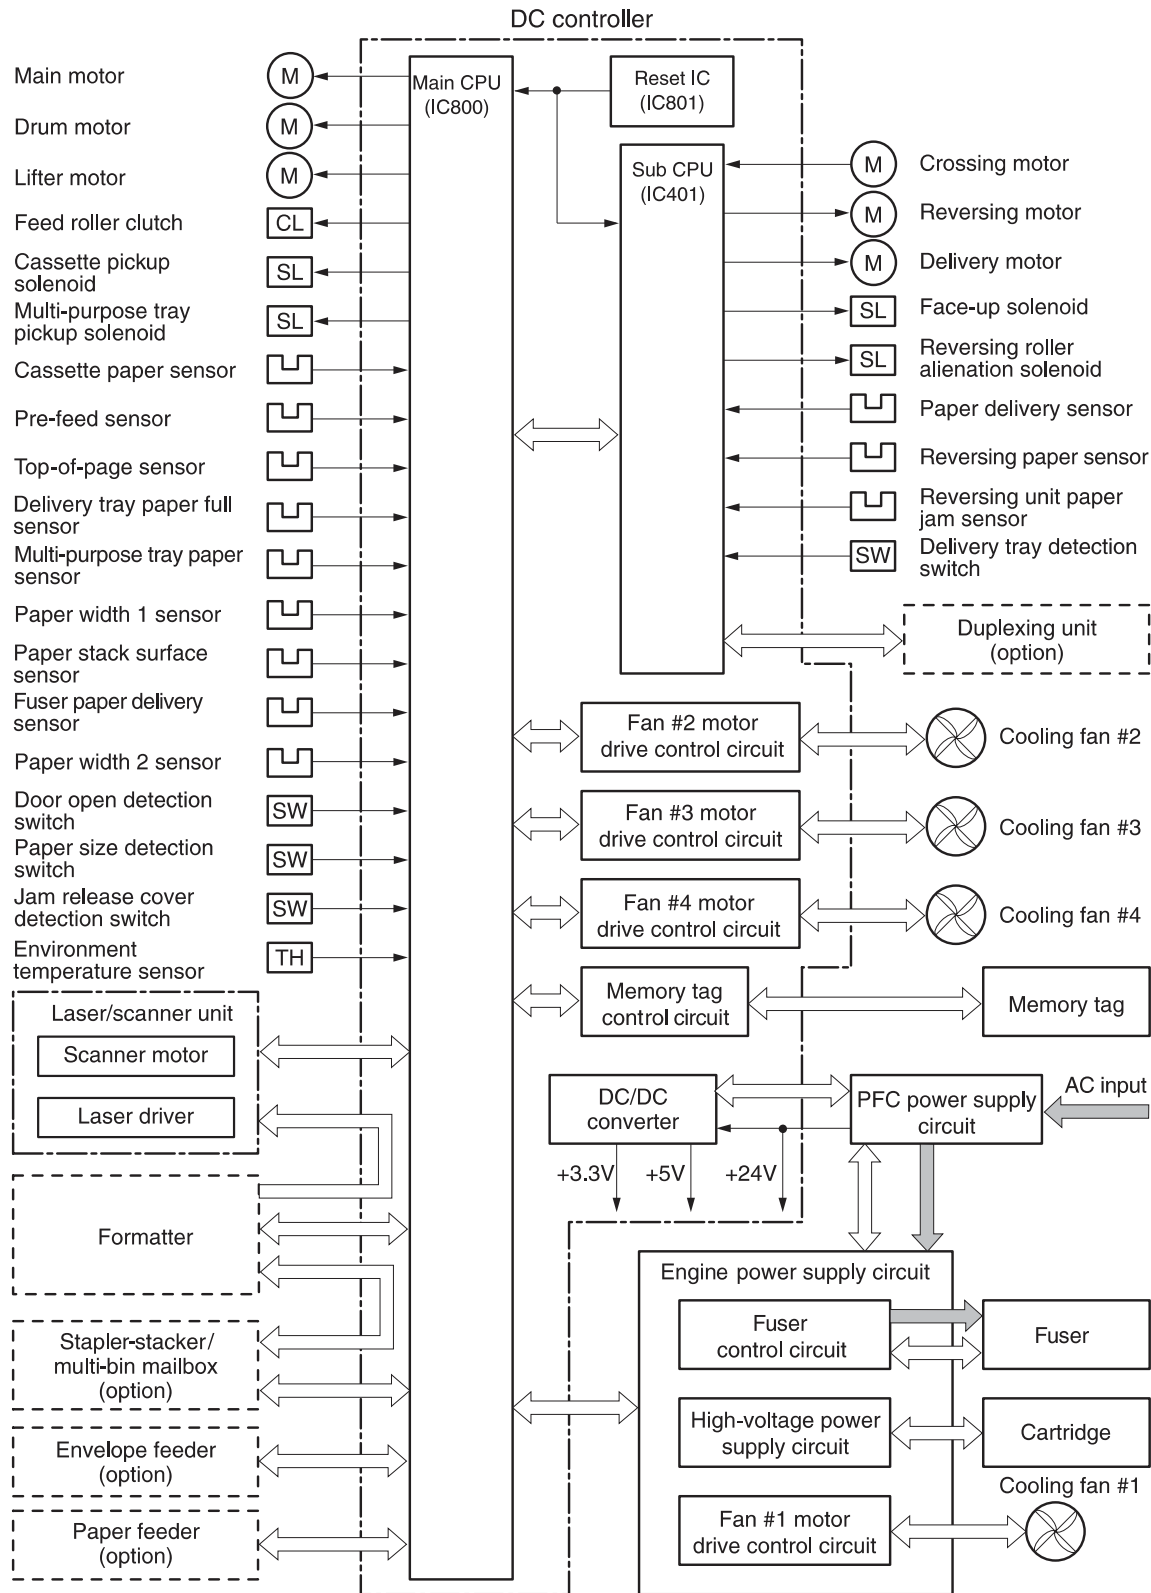 DC controller
Main motor
M
Drum motor
M
Lifter motor
M
Feed roller clutch
CL
Cassette pickup
solenoid
SL
Multi-purpose tray
pickup solenoid
SL
Cassette paper sensor
Pre-feed sensor
Top-of-page sensor
Delivery tray paper full
sensor
Multi-purpose tray paper
sensor
Paper width 1 sensor
Paper stack surface
sensor
Fuser paper delivery
sensor
Paper width 2 sensor
Door open detection
switch
SW
Paper size detection
switch
SW
Jam release cover
detection switch
SW
Environment
temperature sensor
TH
Laser/scanner unit
Scanner motor
Laser driver
Formatter
Stapler-stacker/
multi-bin mailbox
(option)
Envelope feeder
(option)
Paper feeder
(option)
Main CPU
(IC800)
Reset IC
(IC801)
Sub CPU
(IC401)
M
Crossing motor
M
Reversing motor
M
Delivery motor
SL
Face-up solenoid
SL
Reversing roller
alienation solenoid
Paper delivery sensor
Reversing paper sensor
Reversing unit paper
jam sensor
SW
Delivery tray detection
switch
Duplexing unit
(option)
Fan #2 motor
drive control circuit
Cooling fan #2
Fan #3 motor
drive control circuit
Cooling fan #3
Fan #4 motor
drive control circuit
Cooling fan #4
Memory tag
control circuit
Memory tag
DC/DC
converter
PFC power supply
circuit
AC input
+3.3V
+5V
+24V
Engine power supply circuit
Fuser
control circuit
Fuser
High-voltage power
supply circuit
Cartridge
Cooling fan #1
Fan #1 motor
drive control circuit